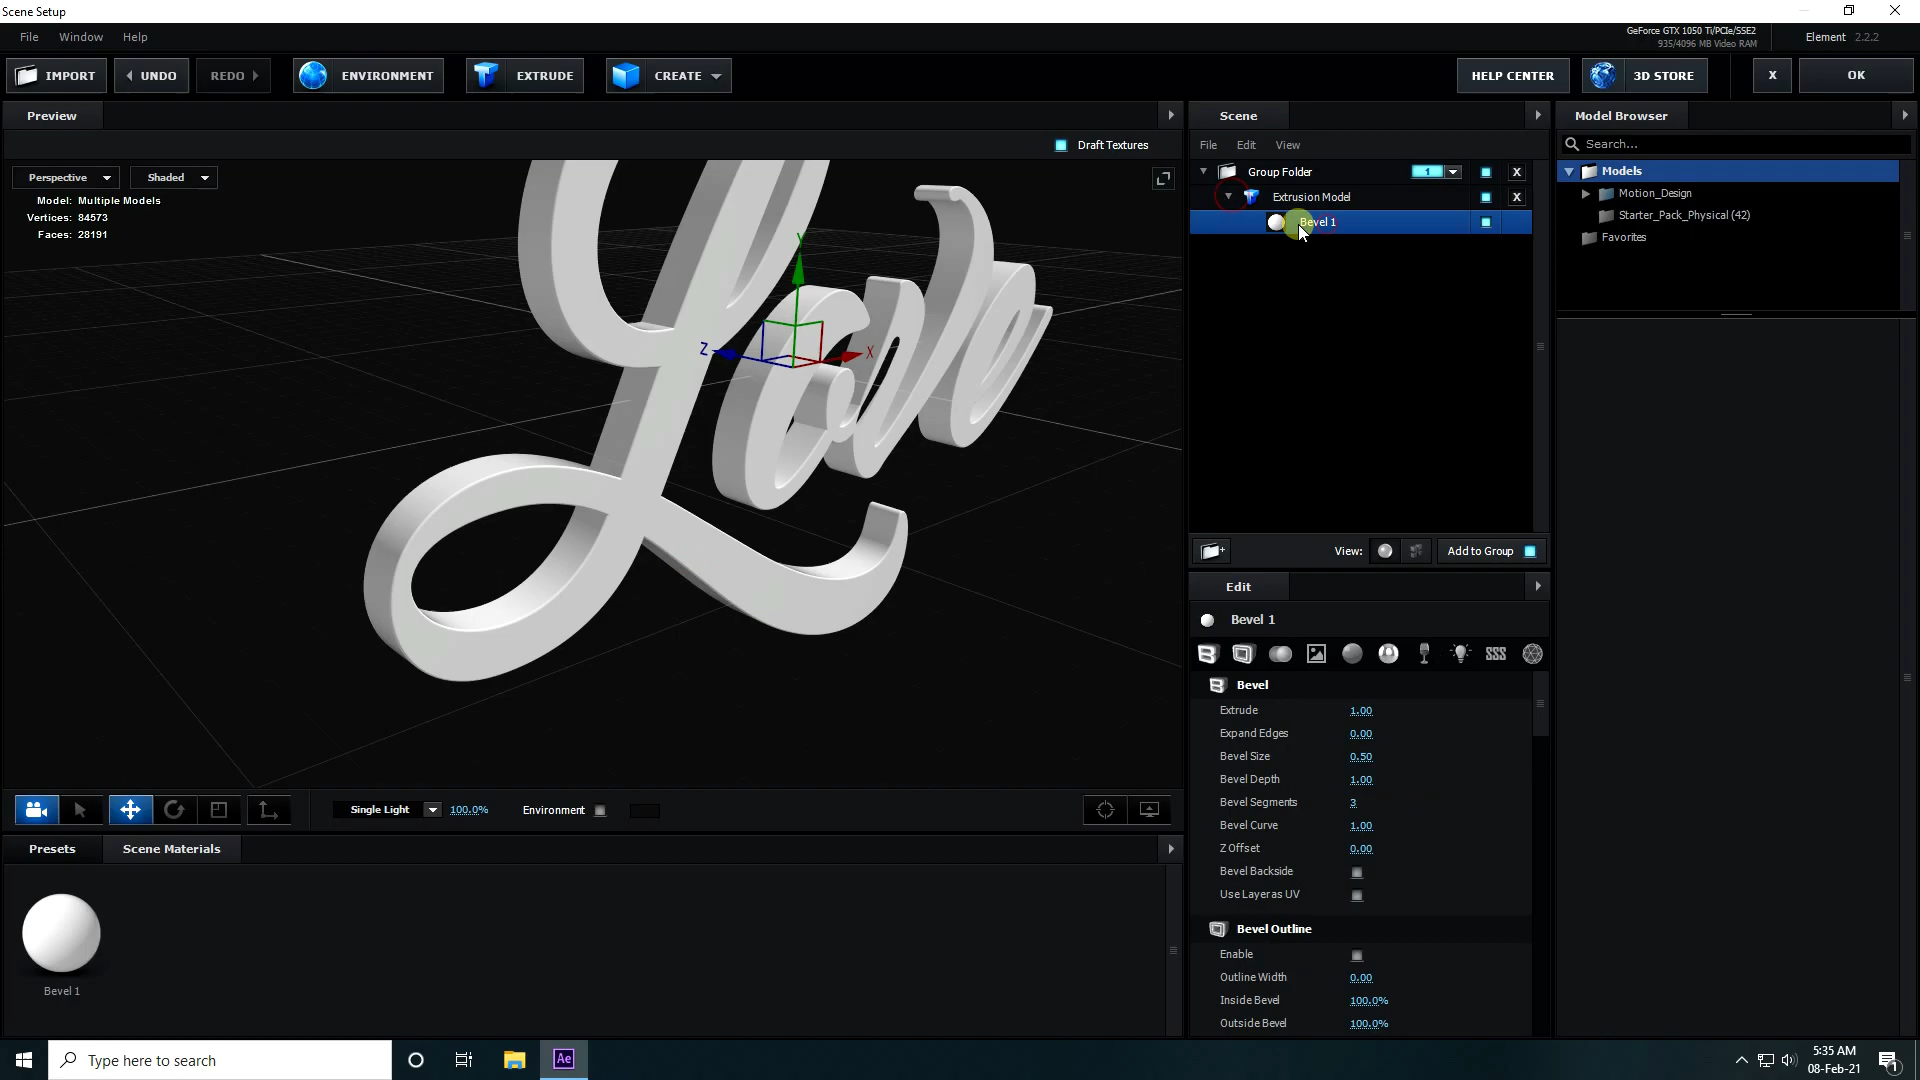 Scene Setup
File Window Help
GeForce GTX 1050 Ti/PCIe/SSE2
935/4096 MB Video RAM
Element 2.2.2
IMPORT UNDO REDO ENVIRONMENT EXTRUDE CREATE HELP CENTER 3D STORE X OK
Preview Scene Model Browser
Draft Textures
File Edit View
Search...
Perspective Shaded
Model: Multiple Models
Vertices: 84573
Faces: 28191
Group Folder 1 X
Extrusion Model X
Bevel 1
Models
Motion_Design
Starter_Pack_Physical (42)
Favorites
Love
Y
Z
X
View: Add to Group
Edit
Bevel 1
Bevel
Extrude 1.00
Expand Edges 0.00
Bevel Size 0.50
Bevel Depth 1.00
Bevel Segments 3
Bevel Curve 1.00
Z Offset 0.00
Bevel Backside
Use Layer as UV
Bevel Outline
Enable
Outline Width 0.00
Inside Bevel 100.0%
Outside Bevel 100.0%
Single Light 100.0% Environment
Presets Scene Materials
Bevel 1
Type here to search
Ae
5:35 AM
08-Feb-21
1